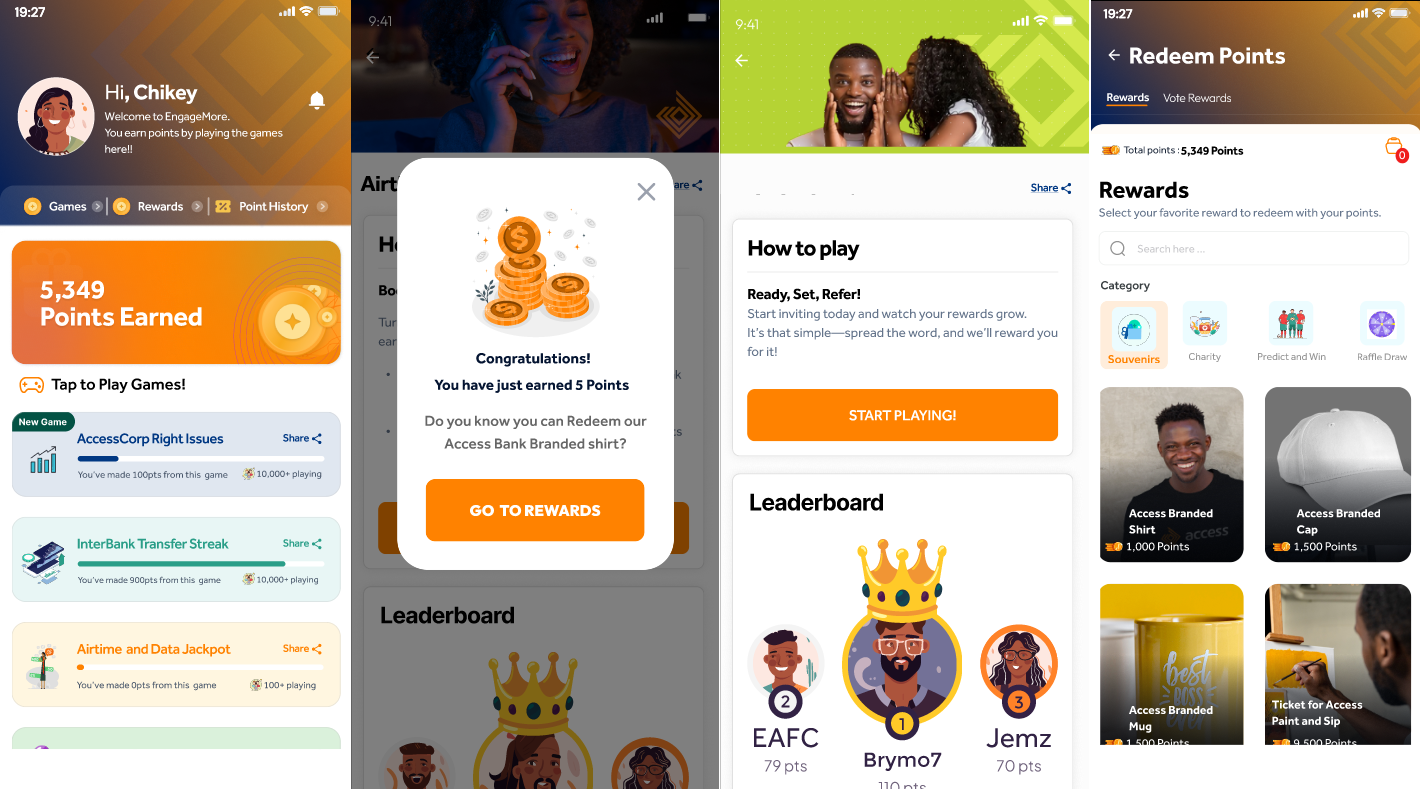 19:27
Hi, Chikey
Welcome to EngageMore.
You earn points by playing the games
here!!
Games
Rewards
Point History
5,349
Points Earned
Tap to Play Games!
New Game
AccessCorp Right Issues
Share
You've made 100pts from this game
10,000+ playing
InterBank Transfer Streak
Share
You've made 900pts from this game
10,000+ playing
Airtime and Data Jackpot
Share
You've made 0pts from this game
100+ playing
9:41
Congratulations!
You have just earned 5 Points
Do you know you can Redeem our
Access Bank Branded shirt?
GO TO REWARDS
Leaderboard
9:41
Share
How to play
Ready, Set, Refer!
Start inviting today and watch your rewards grow.
It's that simple—spread the word, and we'll reward you
for it!
START PLAYING!
Leaderboard
2
1
3
EAFC
79 pts
Brymo7
110 pts
Jemz
70 pts
19:27
Redeem Points
Rewards
Vote Rewards
Total points : 5,349 Points
0
Rewards
Select your favorite reward to redeem with your points.
Search here ...
Category
Souvenirs
Charity
Predict and Win
Raffle Draw
access
Access Branded
Shirt
1,000 Points
Access Branded
Cap
1,500 Points
best
BOSS
ever
Access Branded
Mug
1,500 Points
Ticket for Access
Paint and Sip
9,500 Points